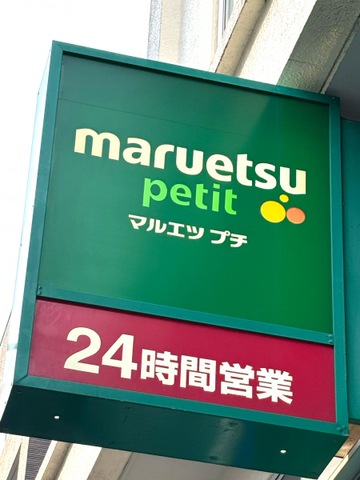 maruetsu
petit
マルエツ プチ
24時間営業